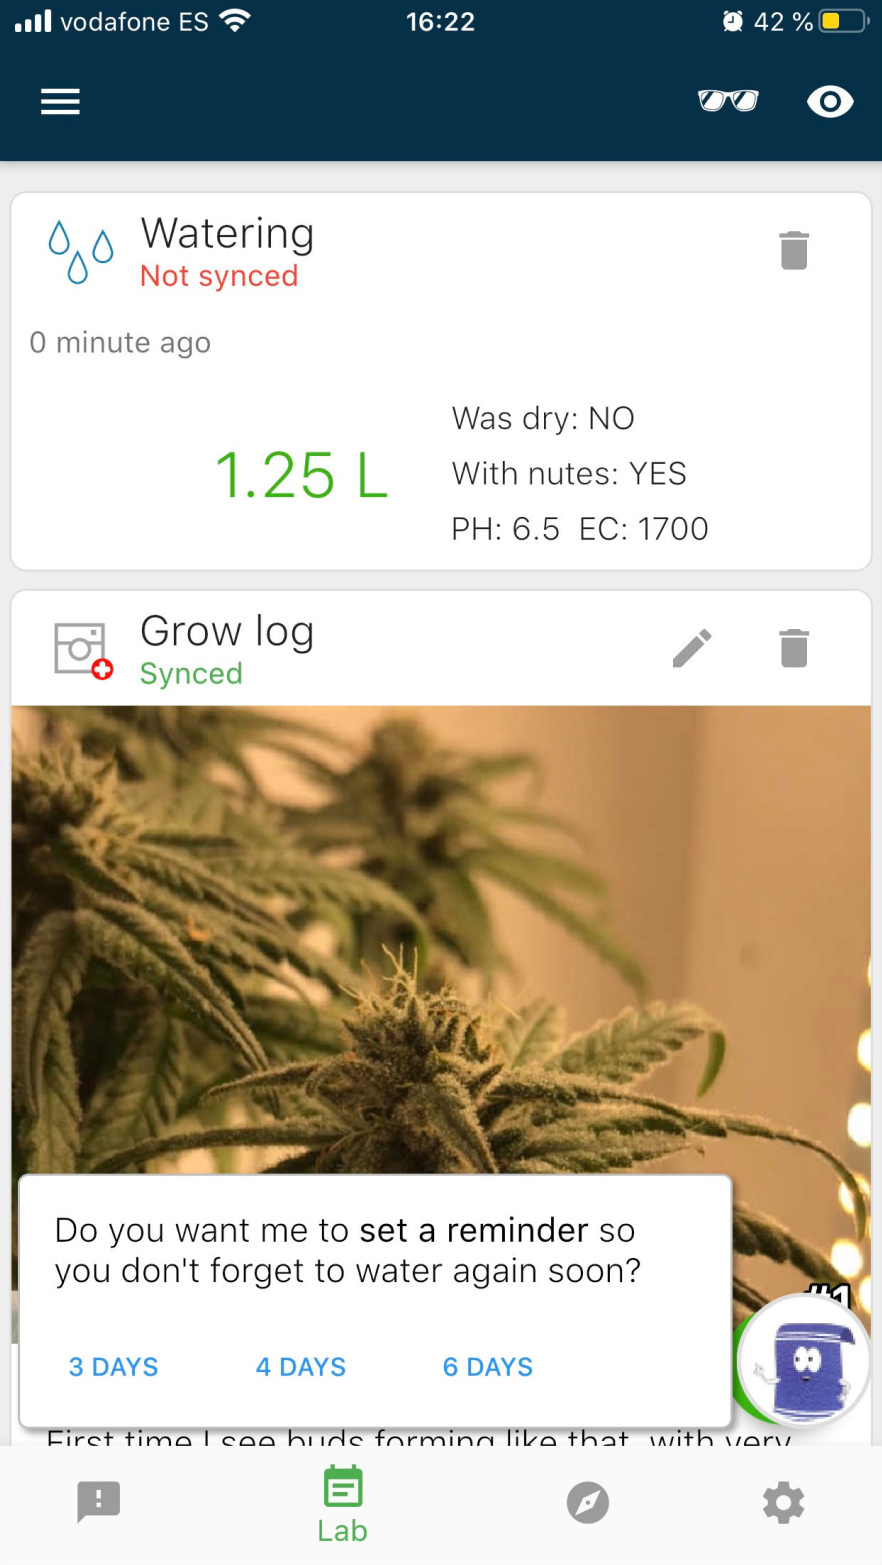 vodafone ES 16:22 42 %
Watering
Not synced
0 minute ago
Was dry: NO
1.25 L
With nutes: YES
PH: 6.5 EC: 1700
Grow log
Synced
Do you want me to set a reminder so
you don't forget to water again soon?
#1
3 DAYS 4 DAYS 6 DAYS
First time I see buds forming like that, with very
Lab